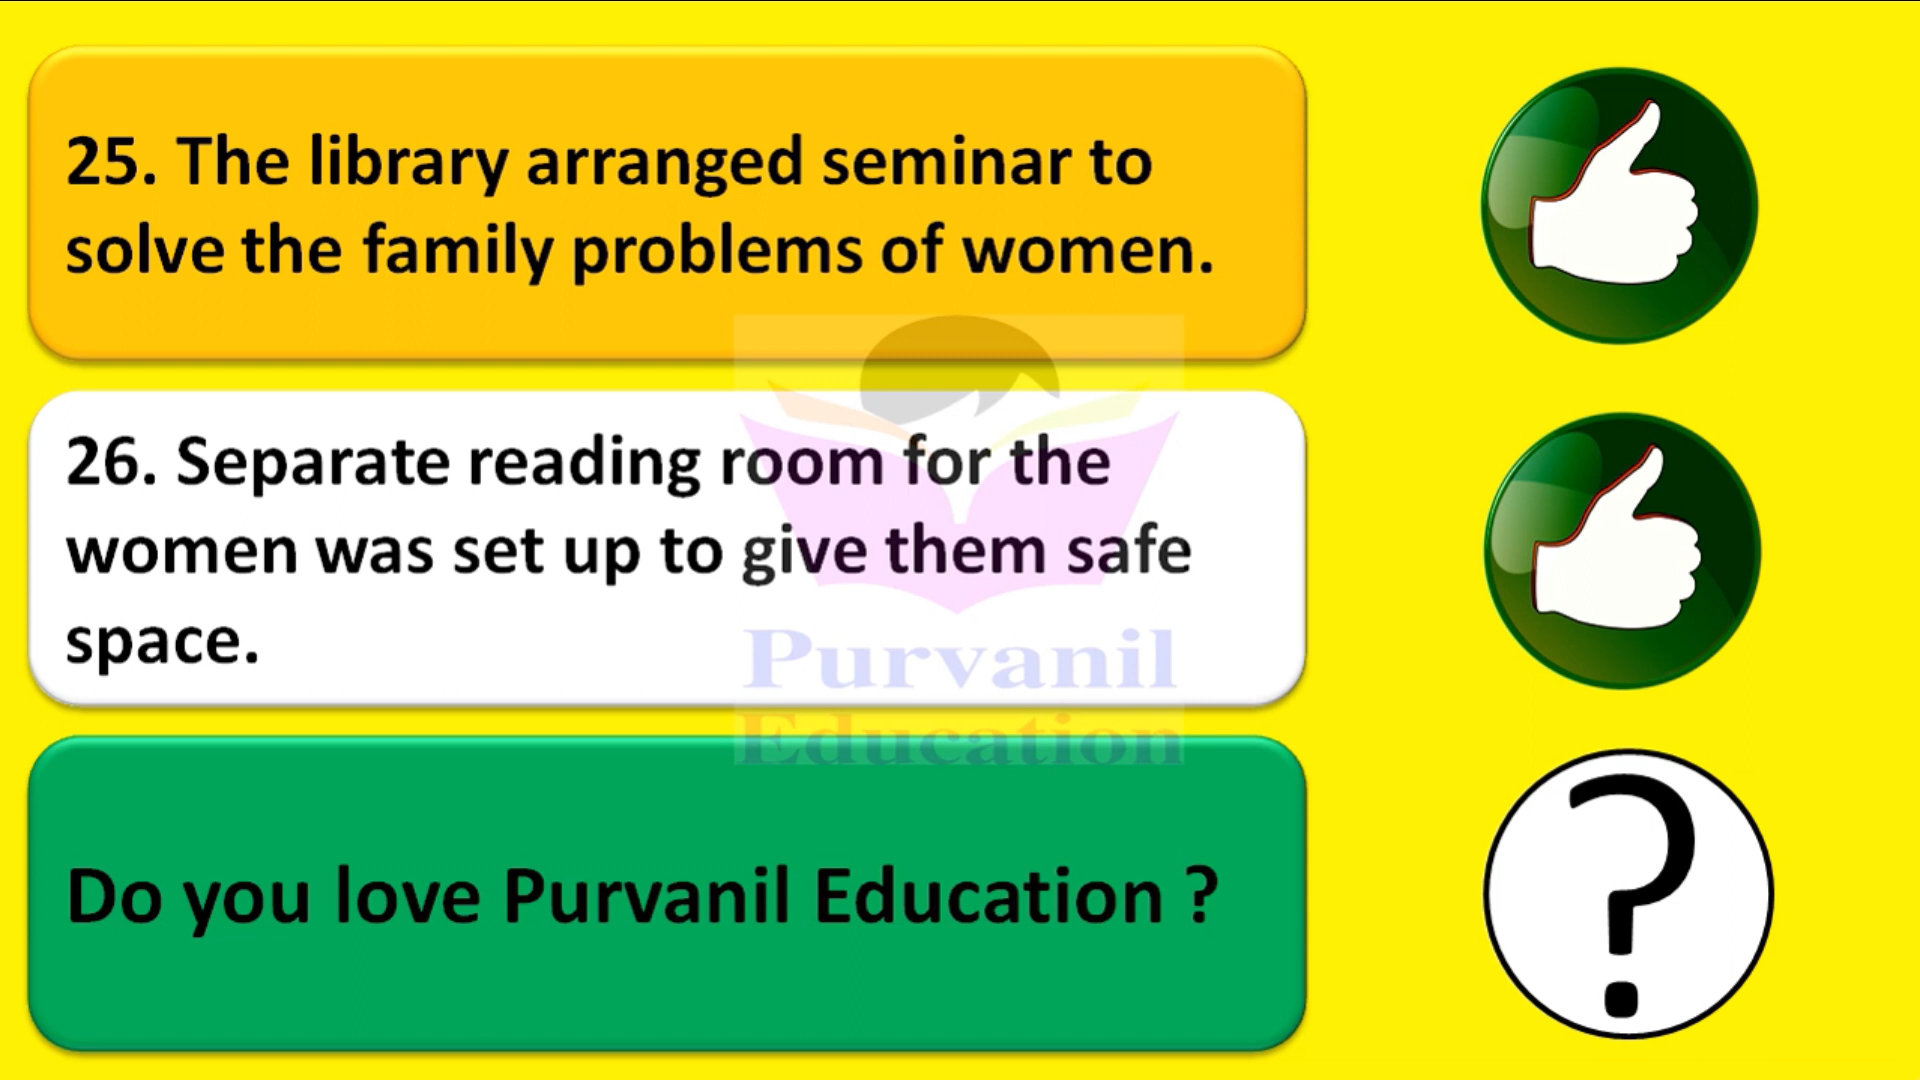 25. The library arranged seminar to
solve the family problems of women.
26. Separate reading room for the
women was set up to give them safe
space.
Purvanil
Education
Do you love Purvanil Education ?
?